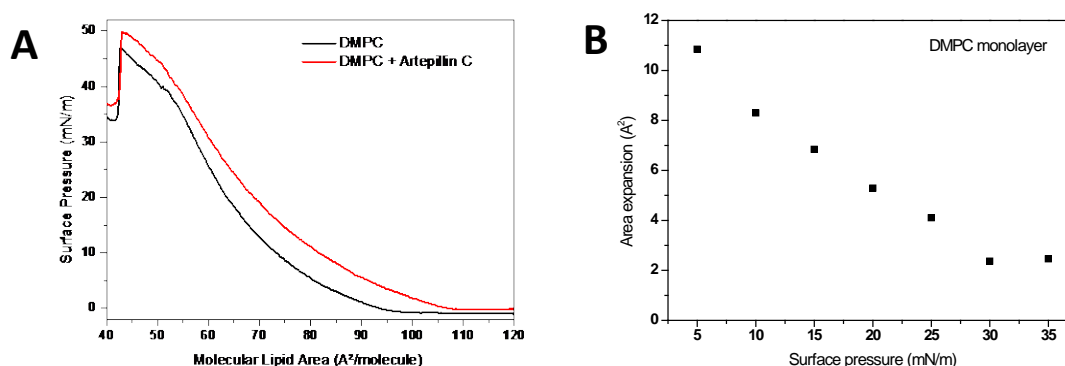 A
50
40
30
20
10
0
Surface Pressure (mN/m)
DMPC
DMPC + Artepillin C
40 50 60 70 80 90 100 110 120
Molecular Lipid Area (A²/molecule)
B
12
10
8
6
4
2
0
Area expansion (A²)
DMPC monolayer
5 10 15 20 25 30 35
Surface pressure (mN/m)